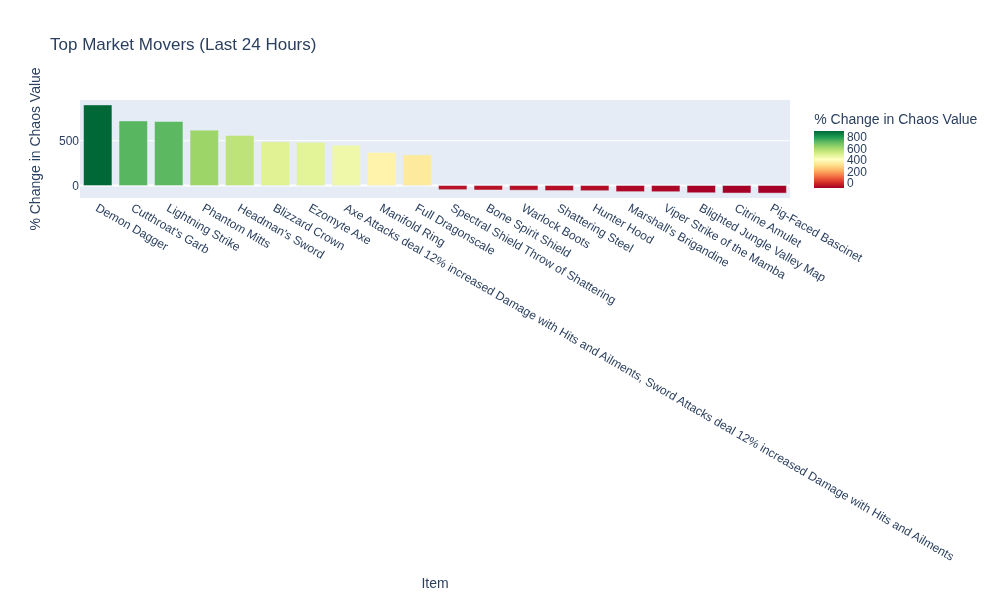 Top Market Movers (Last 24 Hours)
% Change in Chaos Value
500
0
Demon Dagger
Cutthroat's Garb
Lightning Strike
Phantom Mitts
Headman's Sword
Blizzard Crown
Ezomyte Axe
Axe Attacks deal 12% increased Damage with Hits and Ailments, Sword Attacks deal 12% increased Damage with Hits and Ailments
Manifold Ring
Full Dragonscale
Spectral Shield Throw of Shattering
Bone Spirit Shield
Warlock Boots
Shattering Steel
Hunter Hood
Marshall's Brigandine
Viper Strike of the Mamba
Blighted Jungle Valley Map
Citrine Amulet
Pig-Faced Bascinet
Item
% Change in Chaos Value
800
600
400
200
0